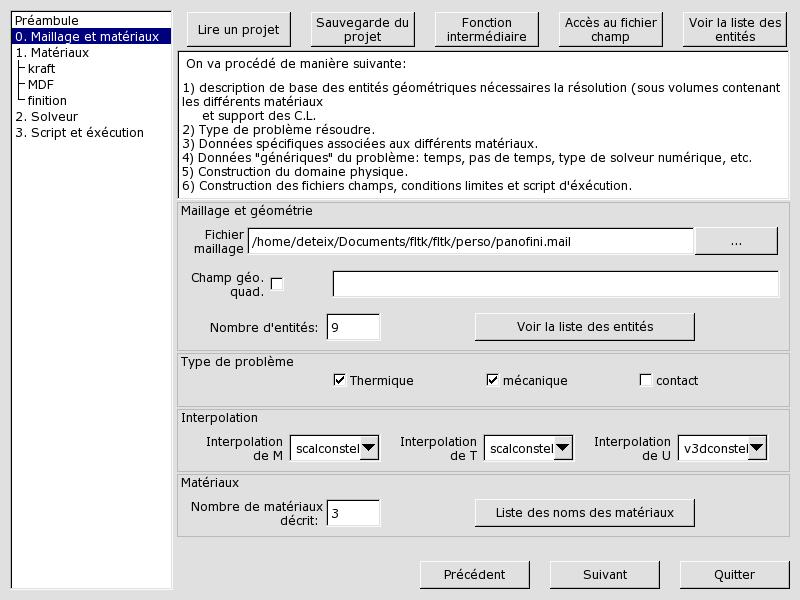 Préambule
0. Maillage et matériaux
1. Matériaux
kraft
MDF
finition
2. Solveur
3. Script et éxécution
Lire un projet
Sauvegarde du
projet
Fonction
intermédiaire
Accès au fichier
champ
Voir la liste des
entités
On va procédé de manière suivante:
1) description de base des entités géométriques nécessaires la résolution (sous volumes contenant
les différents matériaux
et support des C.L.
2) Type de problème résoudre.
3) Données spécifiques associées aux différents matériaux.
4) Données "génériques" du problème: temps, pas de temps, type de solveur numérique, etc.
5) Construction du domaine physique.
6) Construction des fichiers champs, conditions limites et script d'éxécution.
Maillage et géométrie
Fichier
maillage
/home/deteix/Documents/fltk/fltk/perso/panofini.mail
...
Champ géo.
quad.
Nombre d'entités:
9
Voir la liste des entités
Type de problème
Thermique
mécanique
contact
Interpolation
Interpolation
de M
scalconstel
Interpolation
de T
scalconstel
Interpolation
de U
v3dconstel
Matériaux
Nombre de matériaux
décrit:
3
Liste des noms des matériaux
Précédent
Suivant
Quitter